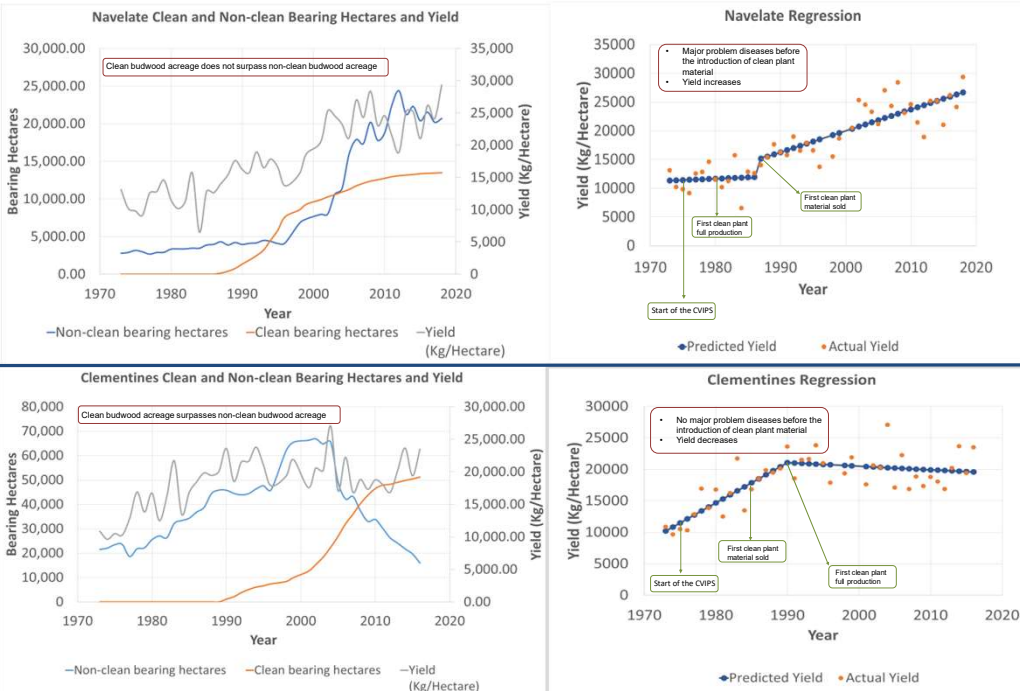 Navelate Clean and Non-clean Bearing Hectares and Yield
30,000.00
25,000.00
20,000.00
15,000.00
10,000.00
5,000.00
0.00
Bearing Hectares
Clean budwood acreage does not surpass non-clean budwood acreage
35,000
30,000
25,000
20,000
15,000
10,000
5,000
0
Yield (Kg/Hectare)
1970 1980 1990 2000 2010 2020
Year
Non-clean bearing hectares Clean bearing hectares Yield
(Kg/Hectare)
Navelate Regression
35000
30000
25000
20000
15000
10000
5000
0
Yield (Kg/Hectare)
• Major problem diseases before
the introduction of clean plant
material
• Yield increases
First clean plant
material sold
First clean plant
full production
1970 1980 1990 2000 2010 2020
Year
Start of the CVIPS
Predicted Yield Actual Yield
Clementines Clean and Non-clean Bearing Hectares and Yield
80,000
70,000
60,000
50,000
40,000
30,000
20,000
10,000
0
Bearing Hectares
Clean budwood acreage surpasses non-clean budwood acreage
30,000.00
25,000.00
20,000.00
15,000.00
10,000.00
5,000.00
0.00
Yield (Kg/Hectare)
1970 1980 1990 2000 2010 2020
Year
Non-clean bearing hectares Clean bearing hectares Yield
(Kg/Hectare)
Clementines Regression
30000
25000
20000
15000
10000
5000
0
Yield (Kg/Hectare)
• No major problem diseases before the
introduction of clean plant material
• Yield decreases
First clean plant
material sold
First clean plant
full production
Start of the CVIPS
1970 1980 1990 2000 2010 2020
Year
Predicted Yield Actual Yield